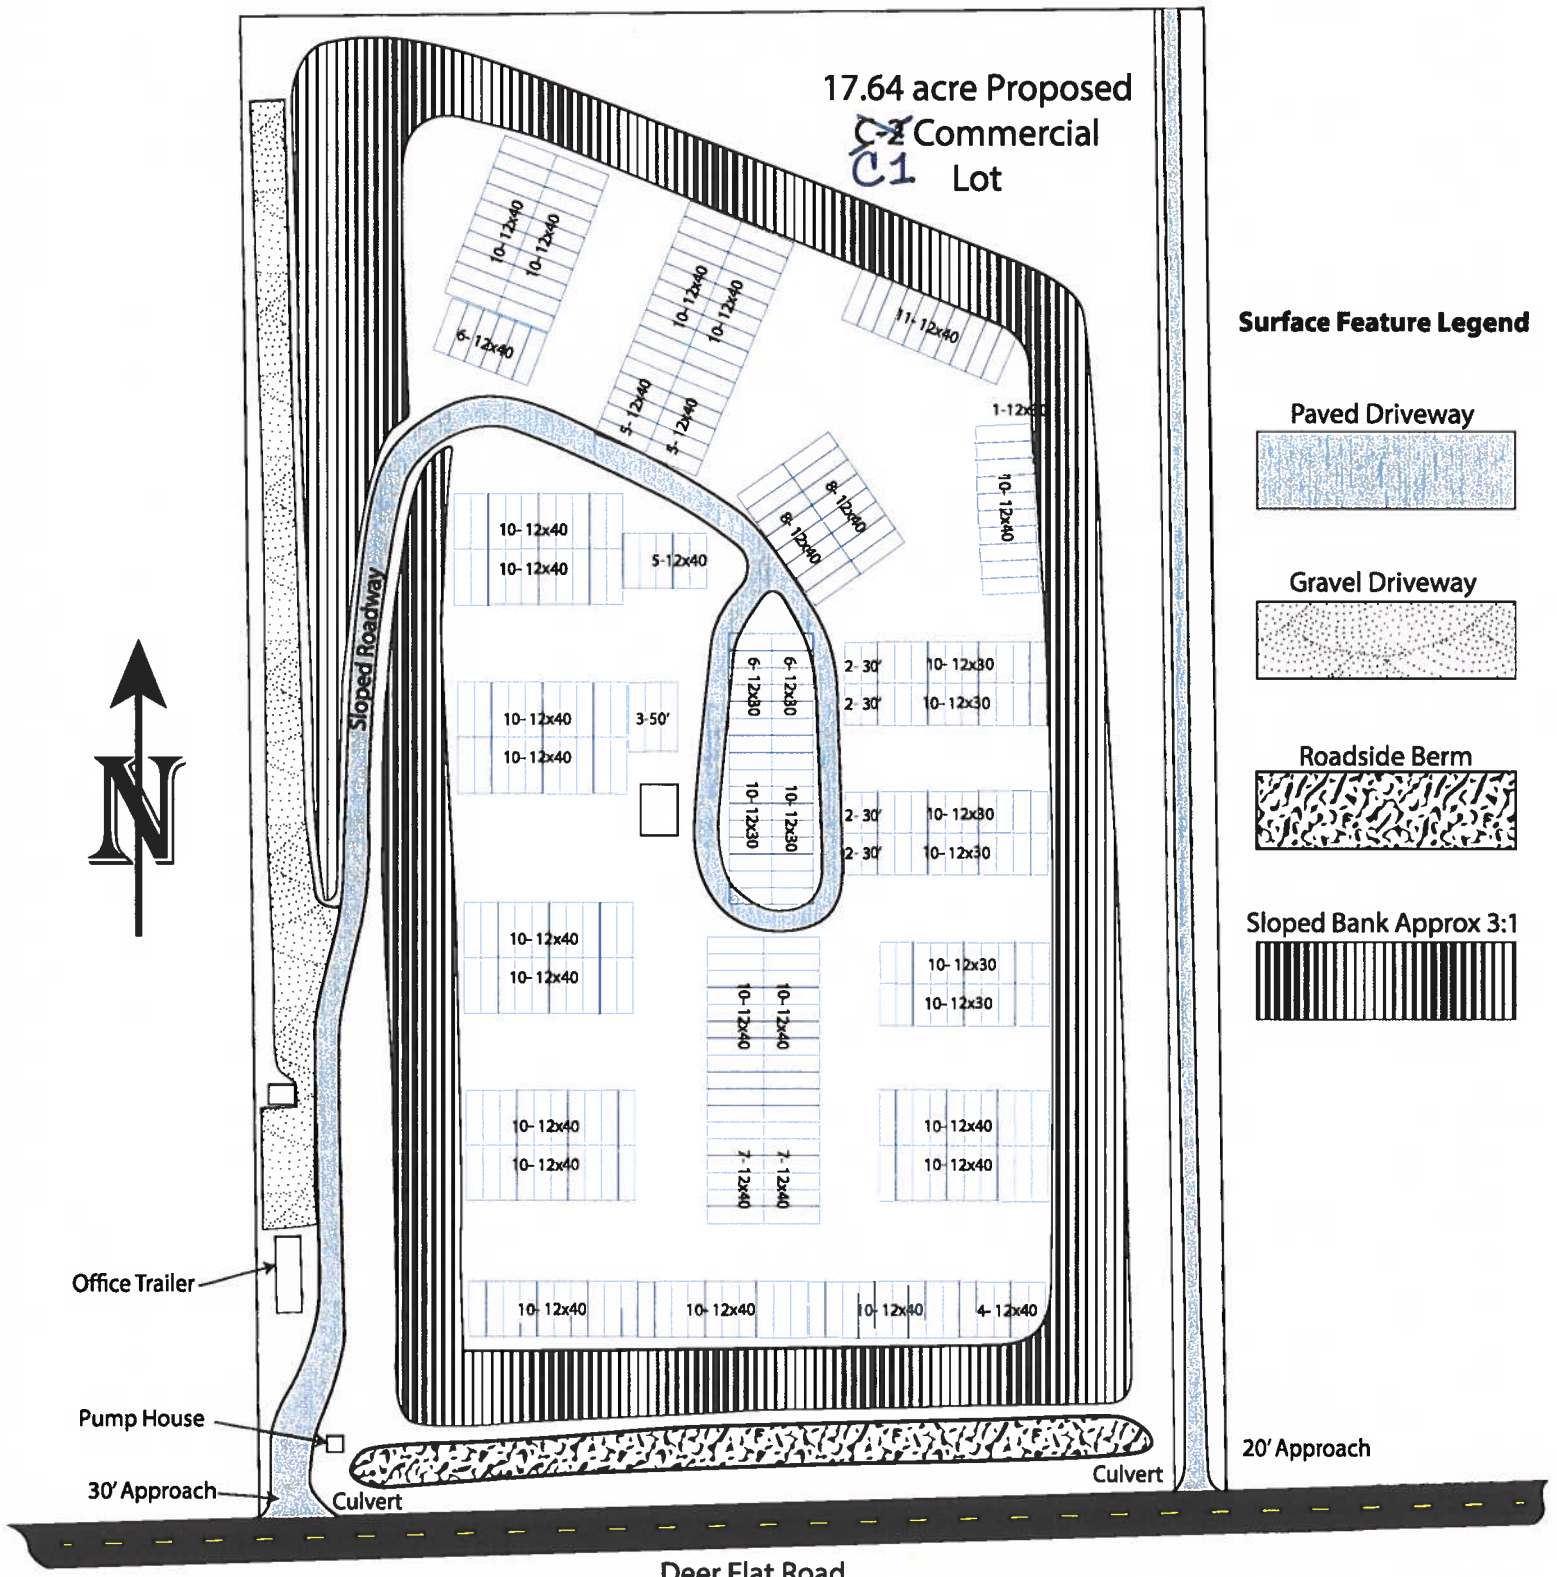 17.64 acre Proposed
C-2 Commercial
C1 Lot
10- 12x40
10- 12x40
6- 12x40
10- 12x40
10- 12x40
5- 12x40
5- 12x40
11- 12x40
1-12x30
10- 12x40
8- 12x40
8- 12x40
10- 12x40
10- 12x40
5-12x40
Sloped Roadway
6- 12x30
6- 12x30
2- 30' 10- 12x30
2- 30' 10- 12x30
10- 12x40
10- 12x40
3-50'
10- 12x30
10- 12x30
2- 30' 10- 12x30
2- 30' 10- 12x30
10- 12x40
10- 12x40
10- 12x40
10- 12x40
10- 12x30
10- 12x30
10- 12x40
10- 12x40
7- 12x40
7- 12x40
10- 12x40
10- 12x40
10- 12x40 10- 12x40 10- 12x40 4- 12x40
N
Office Trailer
Pump House
30' Approach
Culvert
Culvert
20' Approach
Deer Flat Road
Surface Feature Legend
Paved Driveway
Gravel Driveway
Roadside Berm
Sloped Bank Approx 3:1